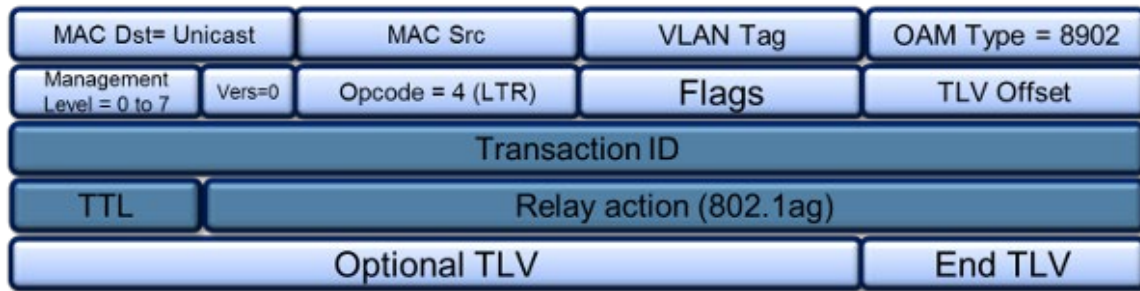 MAC Dst= Unicast MAC Src VLAN Tag OAM Type = 8902
Management
Level = 0 to 7 Vers=0 Opcode = 4 (LTR) Flags TLV Offset
Transaction ID
TTL Relay action (802.1ag)
Optional TLV End TLV